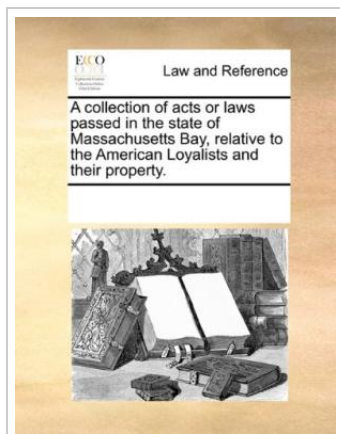 ECCO
Law and Reference
A collection of acts or laws
passed in the state of
Massachusetts Bay, relative to
the American Loyalists and
their property.